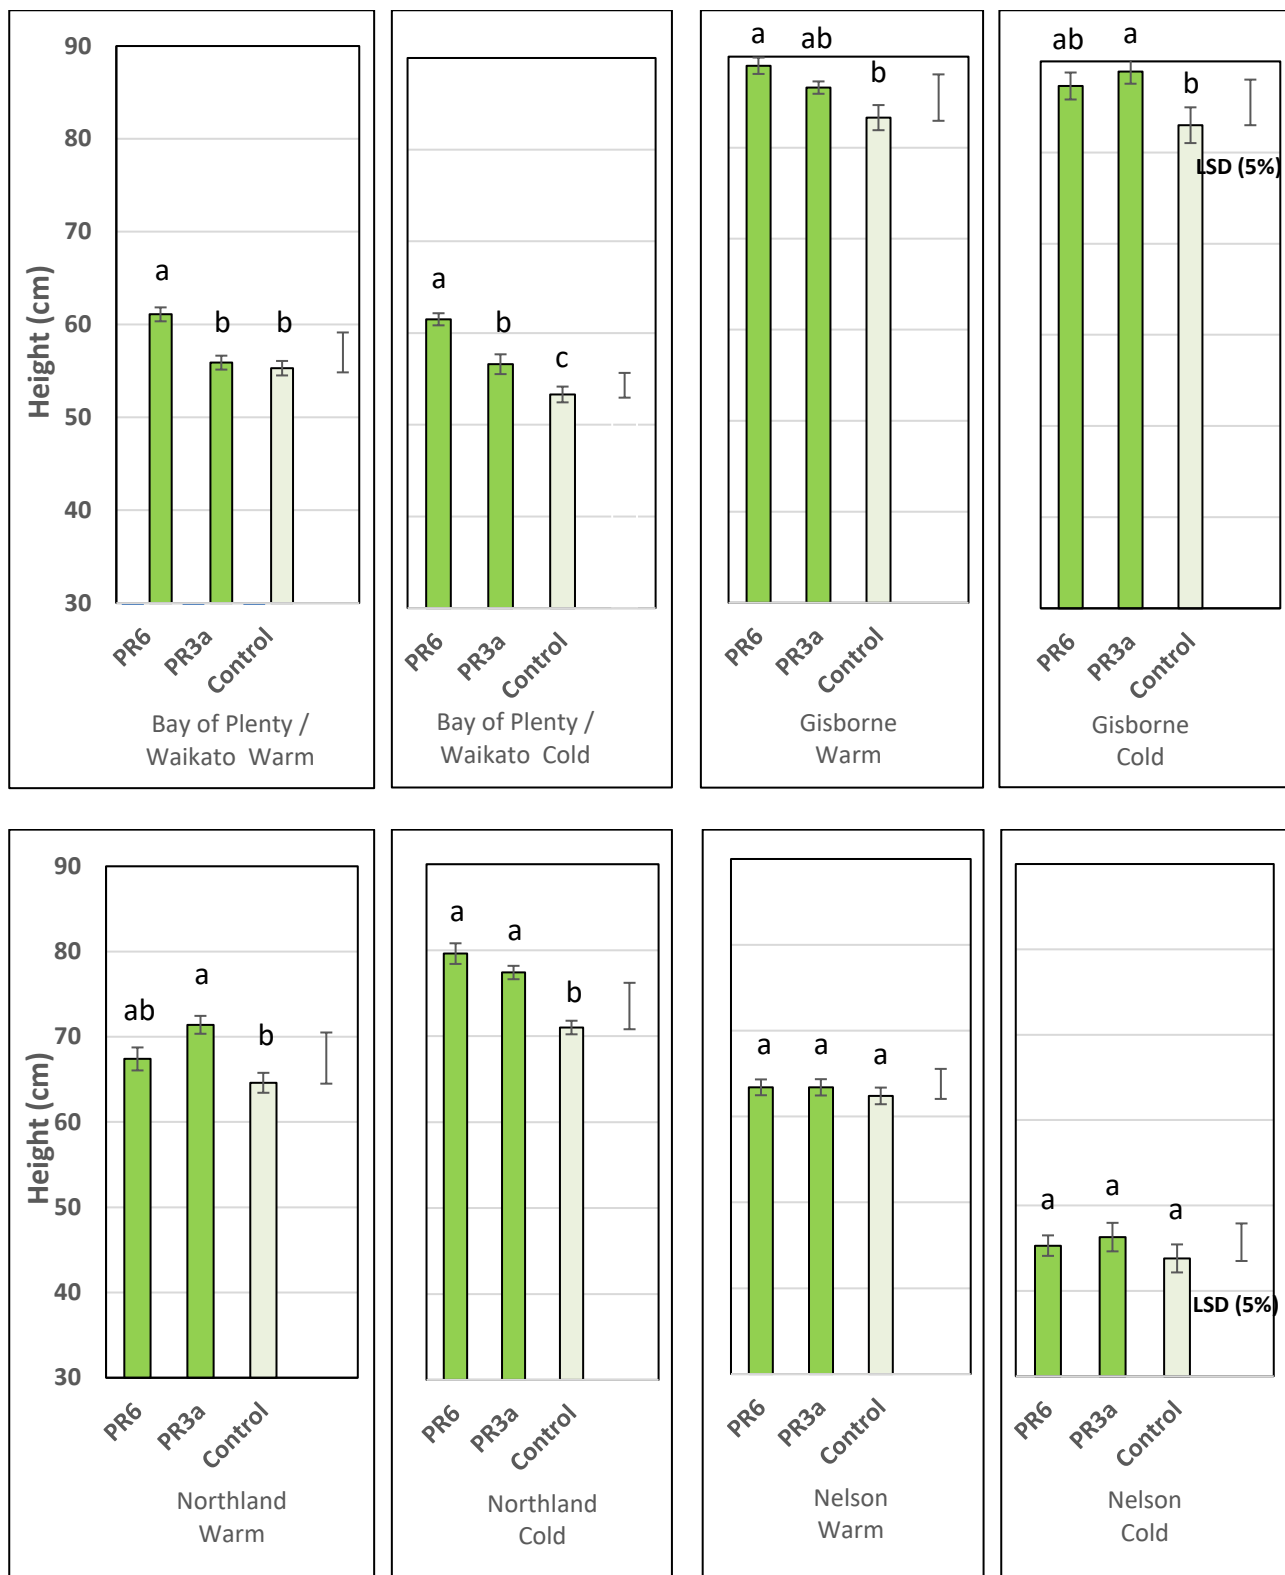 90
80
70
60
50
40
30
Height (cm)
a
b
b
PR6
PR3a
Control
Bay of Plenty /
Waikato Warm
a
b
c
PR6
PR3a
Control
Bay of Plenty /
Waikato Cold
a
ab
b
PR6
PR3a
Control
Gisborne
Warm
ab
a
b
LSD (5%)
PR6
PR3a
Control
Gisborne
Cold
90
80
70
60
50
40
30
Height (cm)
ab
a
b
PR6
PR3a
Control
Northland
Warm
a
a
b
PR6
PR3a
Control
Northland
Cold
a
a
a
PR6
PR3a
Control
Nelson
Warm
a
a
a
LSD (5%)
PR6
PR3a
Control
Nelson
Cold